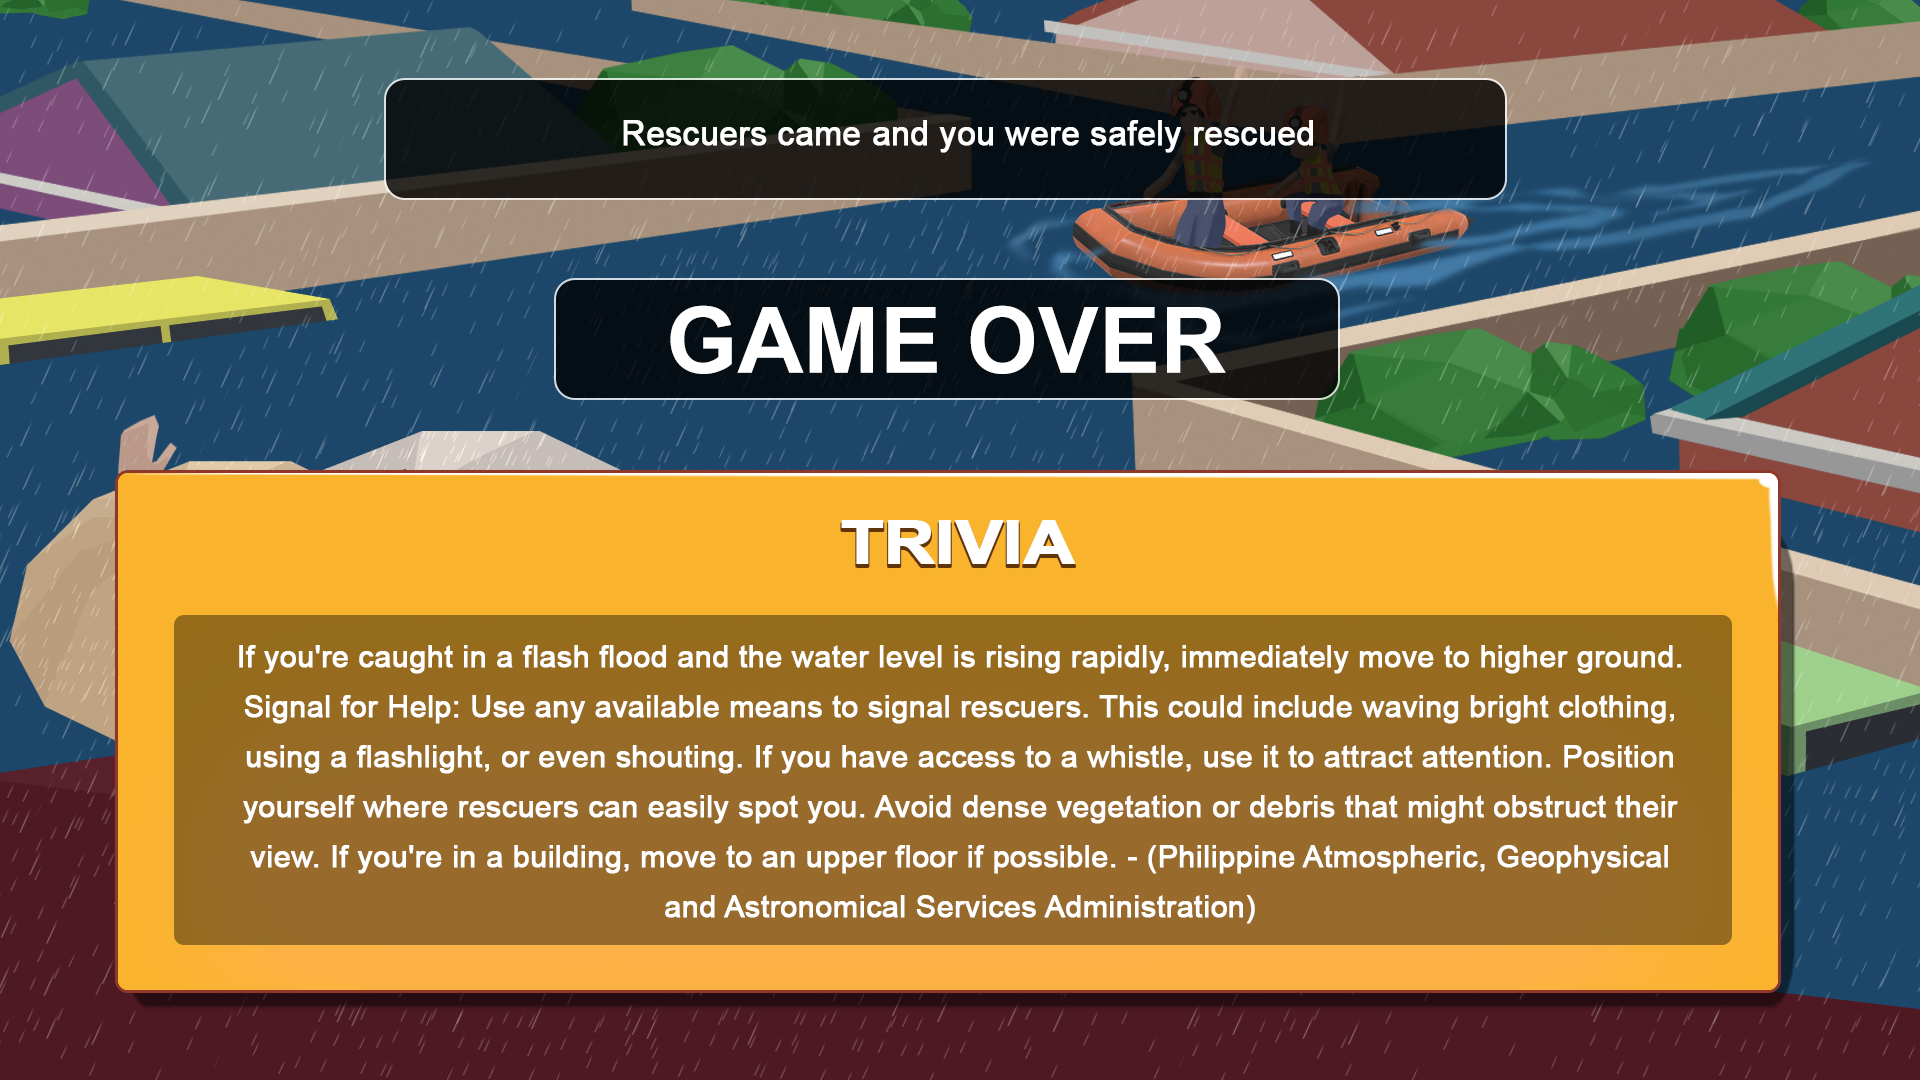 Rescuers came and you were safely rescued
GAME OVER
TRIVIA
If you're caught in a flash flood and the water level is rising rapidly, immediately move to higher ground.
Signal for Help: Use any available means to signal rescuers. This could include waving bright clothing,
using a flashlight, or even shouting. If you have access to a whistle, use it to attract attention. Position
yourself where rescuers can easily spot you. Avoid dense vegetation or debris that might obstruct their
view. If you're in a building, move to an upper floor if possible. - (Philippine Atmospheric, Geophysical
and Astronomical Services Administration)